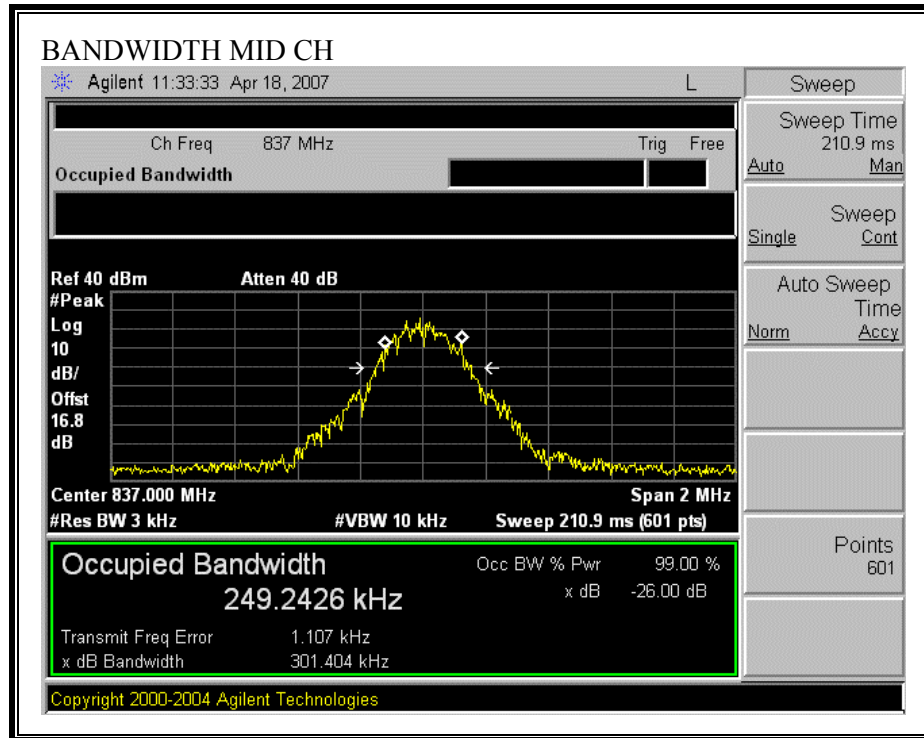 BANDWIDTH MID CH
Agilent 11:33:33 Apr 18, 2007 L
Ch Freq 837 MHz Trig Free
Occupied Bandwidth
Ref 40 dBm Atten 40 dB
#Peak
Log
10
dB/
Offst
16.8
dB
Center 837.000 MHz Span 2 MHz
#Res BW 3 kHz #VBW 10 kHz Sweep 210.9 ms (601 pts)
Occupied Bandwidth Occ BW % Pwr 99.00 %
249.2426 kHz x dB -26.00 dB
Transmit Freq Error 1.107 kHz
x dB Bandwidth 301.404 kHz
Copyright 2000-2004 Agilent Technologies
Sweep
Sweep Time
210.9 ms
Auto Man
Sweep
Single Cont
Auto Sweep
Time
Norm Accy
Points
601